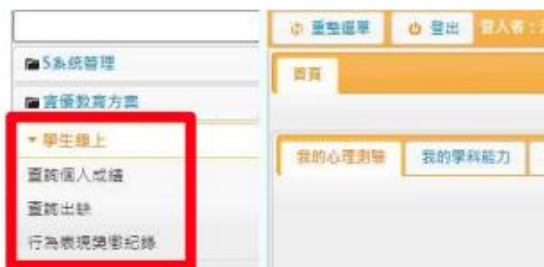 S系統管理
資優教育方案
學生線上
查詢個人成績
查詢出缺
行為表現獎懲紀錄
重整選單
登出
登入者：
首頁
我的心理測驗
我的學科能力